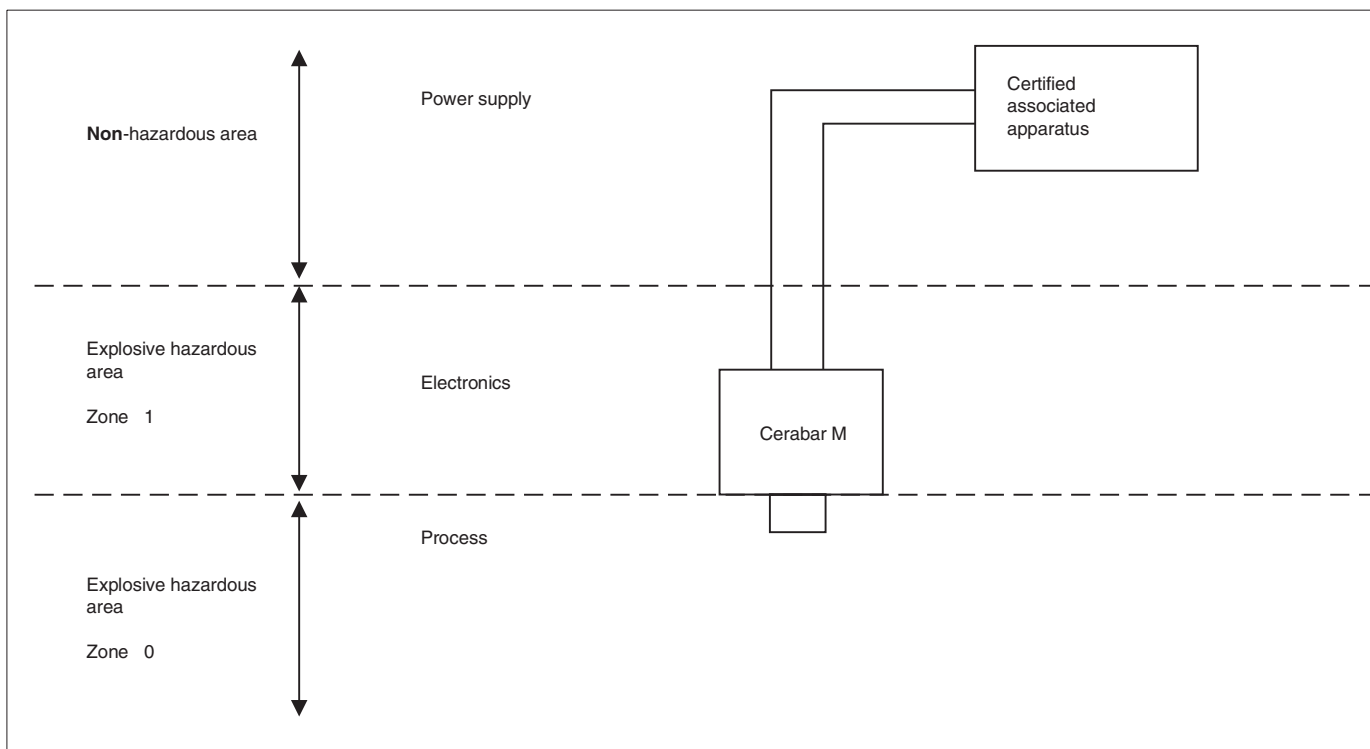 Non-hazardous area
Power supply
Certified
associated
apparatus
Explosive hazardous
area
Zone 1
Electronics
Cerabar M
Process
Explosive hazardous
area
Zone 0